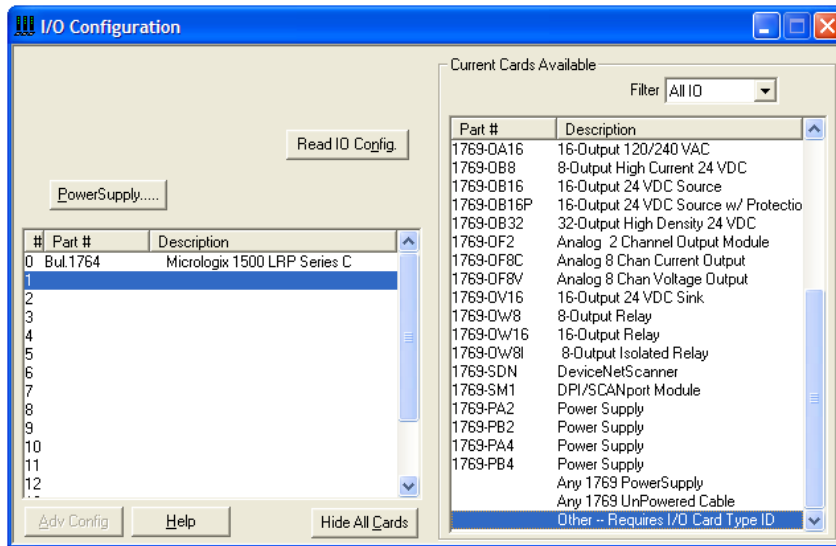 I/O Configuration
Current Cards Available
Filter All IO
Read IO Config.
PowerSupply.....
# Part # Description
0 Bul.1764 Micrologix 1500 LRP Series C
1
2
3
4
5
6
7
8
9
10
11
12
Adv Config Help Hide All Cards
Part # Description
1769-OA16 16-Output 120/240 VAC
1769-OB8 8-Output High Current 24 VDC
1769-OB16 16-Output 24 VDC Source
1769-OB16P 16-Output 24 VDC Source w/ Protectio
1769-OB32 32-Output High Density 24 VDC
1769-OF2 Analog 2 Channel Output Module
1769-OF8C Analog 8 Chan Current Output
1769-OF8V Analog 8 Chan Voltage Output
1769-OV16 16-Output 24 VDC Sink
1769-OW8 8-Output Relay
1769-OW16 16-Output Relay
1769-OW8I 8-Output Isolated Relay
1769-SDN DeviceNetScanner
1769-SM1 DPI/SCANport Module
1769-PA2 Power Supply
1769-PB2 Power Supply
1769-PA4 Power Supply
1769-PB4 Power Supply
Any 1769 PowerSupply
Any 1769 UnPowered Cable
Other -- Requires I/O Card Type ID